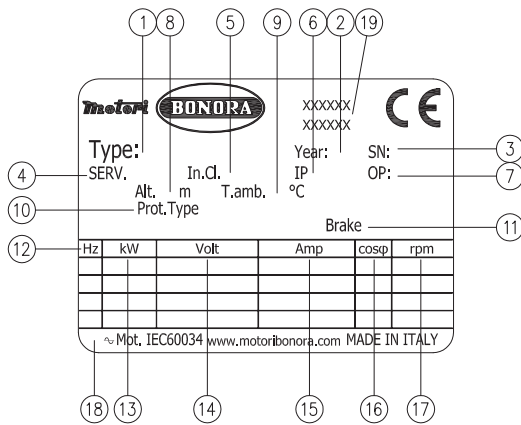 1 8 5 9 6 2 19
motori BONORA XXXXXX CE
XXXXXX
Type: Year: SN: 3
4 SERV. In.Cl. IP OP: 7
Alt. m T.amb. °C
10 Prot.Type
Brake 11
12 Hz kW Volt Amp cosφ rpm
~ Mot. IEC60034 www.motoribonora.com MADE IN ITALY
18 13 14 15 16 17